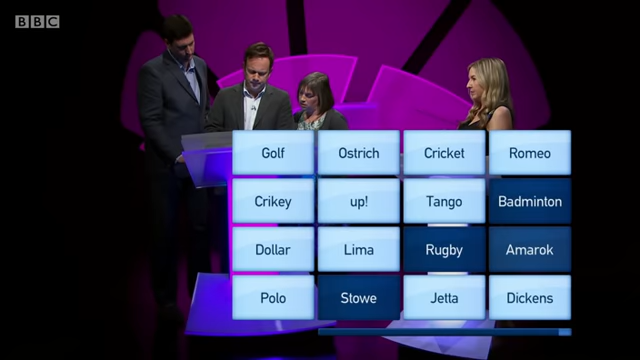 BBC
Golf Ostrich Cricket Romeo
Crikey up! Tango Badminton
Dollar Lima Rugby Amarok
Polo Stowe Jetta Dickens